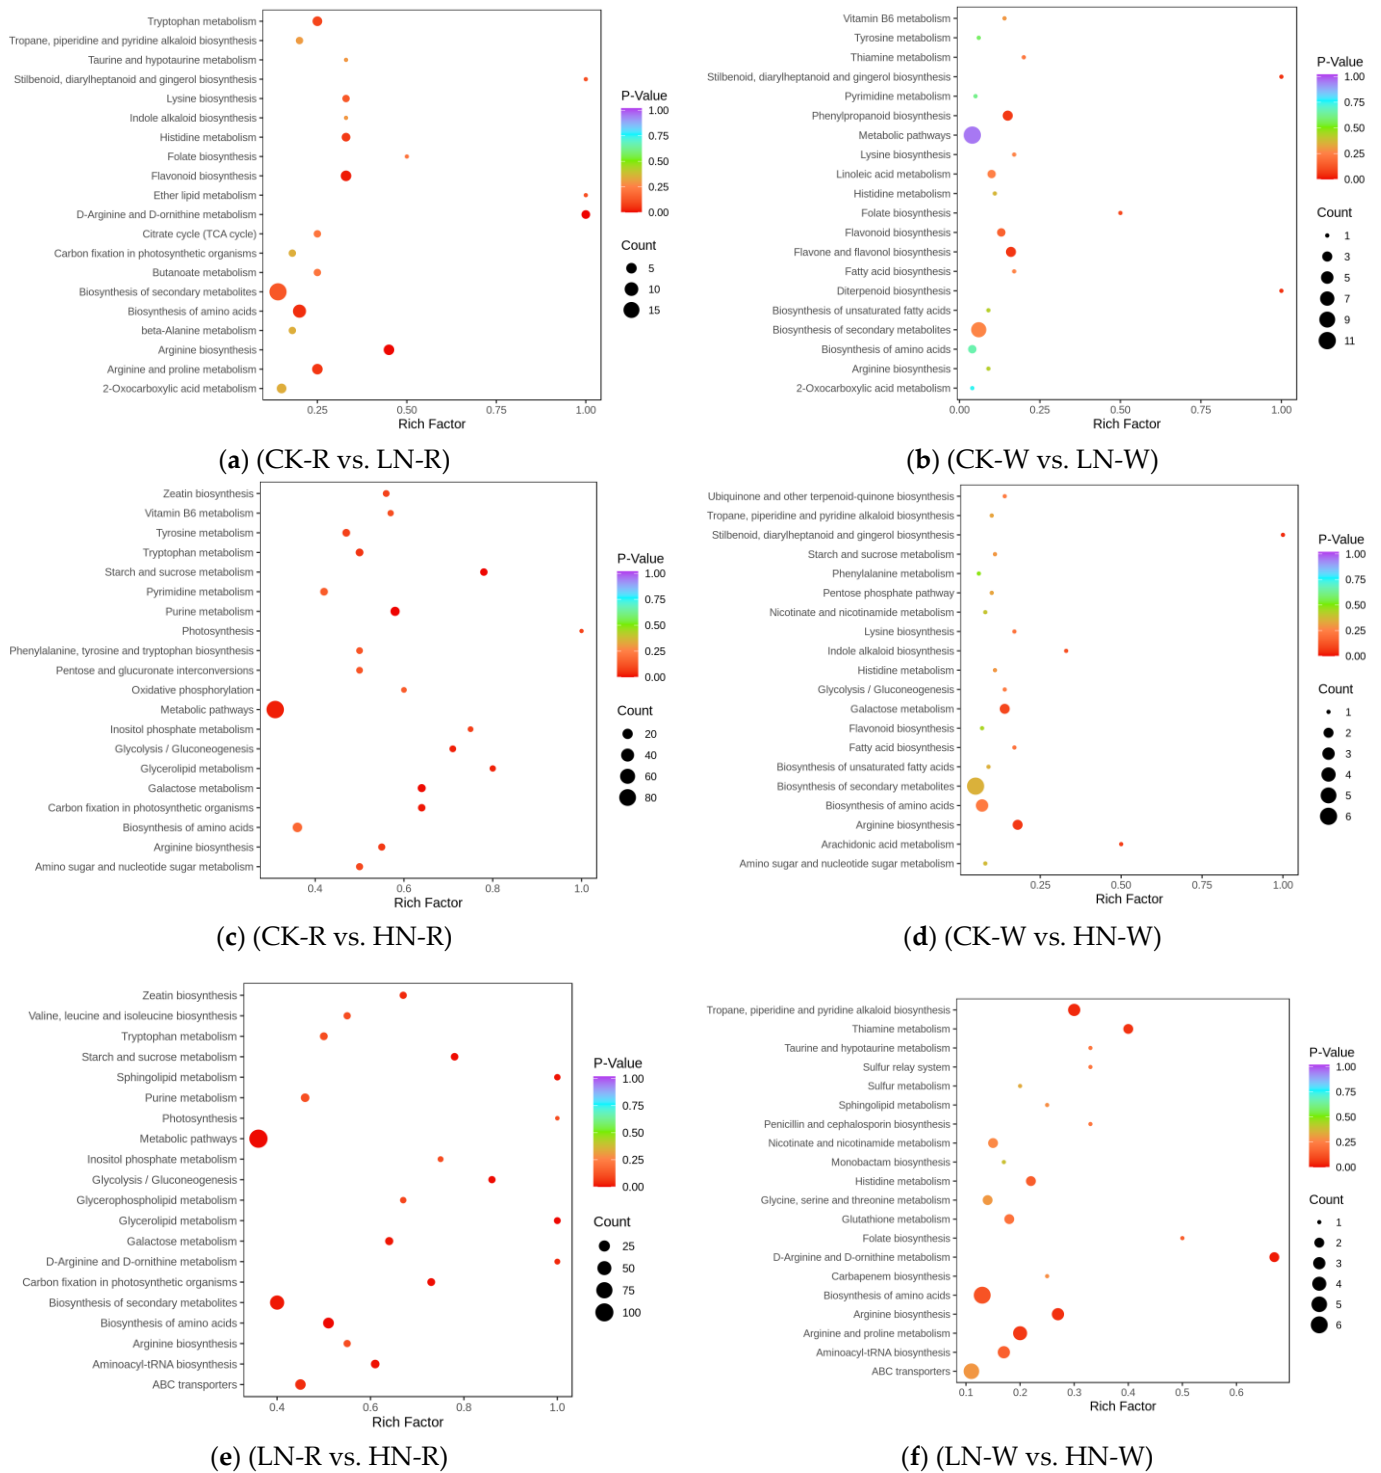 Tryptophan metabolism
Tropane, piperidine and pyridine alkaloid biosynthesis
Taurine and hypotaurine metabolism
Stilbenoid, diarylheptanoid and gingerol biosynthesis
Lysine biosynthesis
Indole alkaloid biosynthesis
Histidine metabolism
Folate biosynthesis
Flavonoid biosynthesis
Ether lipid metabolism
D-Arginine and D-ornithine metabolism
Citrate cycle (TCA cycle)
Carbon fixation in photosynthetic organisms
Butanoate metabolism
Biosynthesis of secondary metabolites
Biosynthesis of amino acids
beta-Alanine metabolism
Arginine biosynthesis
Arginine and proline metabolism
2-Oxocarboxylic acid metabolism
0.25 0.50 0.75 1.00
Rich Factor
P-Value
1.00
0.75
0.50
0.25
0.00
Count
5
10
15
(a) (CK-R vs. LN-R)
Vitamin B6 metabolism
Tyrosine metabolism
Thiamine metabolism
Stilbenoid, diarylheptanoid and gingerol biosynthesis
Pyrimidine metabolism
Phenylpropanoid biosynthesis
Metabolic pathways
Lysine biosynthesis
Linoleic acid metabolism
Histidine metabolism
Folate biosynthesis
Flavonoid biosynthesis
Flavone and flavonol biosynthesis
Fatty acid biosynthesis
Diterpenoid biosynthesis
Biosynthesis of unsaturated fatty acids
Biosynthesis of secondary metabolites
Biosynthesis of amino acids
Arginine biosynthesis
2-Oxocarboxylic acid metabolism
0.00 0.25 0.50 0.75 1.00
Rich Factor
P-Value
1.00
0.75
0.50
0.25
0.00
Count
1
3
5
7
9
11
(b) (CK-W vs. LN-W)
Zeatin biosynthesis
Vitamin B6 metabolism
Tyrosine metabolism
Tryptophan metabolism
Starch and sucrose metabolism
Pyrimidine metabolism
Purine metabolism
Photosynthesis
Phenylalanine, tyrosine and tryptophan biosynthesis
Pentose and glucuronate interconversions
Oxidative phosphorylation
Metabolic pathways
Inositol phosphate metabolism
Glycolysis / Gluconeogenesis
Glycerolipid metabolism
Galactose metabolism
Carbon fixation in photosynthetic organisms
Biosynthesis of amino acids
Arginine biosynthesis
Amino sugar and nucleotide sugar metabolism
0.4 0.6 0.8 1.0
Rich Factor
P-Value
1.00
0.75
0.50
0.25
0.00
Count
20
40
60
80
(c) (CK-R vs. HN-R)
Ubiquinone and other terpenoid-quinone biosynthesis
Tropane, piperidine and pyridine alkaloid biosynthesis
Stilbenoid, diarylheptanoid and gingerol biosynthesis
Starch and sucrose metabolism
Phenylalanine metabolism
Pentose phosphate pathway
Nicotinate and nicotinamide metabolism
Lysine biosynthesis
Indole alkaloid biosynthesis
Histidine metabolism
Glycolysis / Gluconeogenesis
Galactose metabolism
Flavonoid biosynthesis
Fatty acid biosynthesis
Biosynthesis of unsaturated fatty acids
Biosynthesis of secondary metabolites
Biosynthesis of amino acids
Arginine biosynthesis
Arachidonic acid metabolism
Amino sugar and nucleotide sugar metabolism
0.25 0.50 0.75 1.00
Rich Factor
P-Value
1.00
0.75
0.50
0.25
0.00
Count
1
2
3
4
5
6
(d) (CK-W vs. HN-W)
Zeatin biosynthesis
Valine, leucine and isoleucine biosynthesis
Tryptophan metabolism
Starch and sucrose metabolism
Sphingolipid metabolism
Purine metabolism
Photosynthesis
Metabolic pathways
Inositol phosphate metabolism
Glycolysis / Gluconeogenesis
Glycerophospholipid metabolism
Glycerolipid metabolism
Galactose metabolism
D-Arginine and D-ornithine metabolism
Carbon fixation in photosynthetic organisms
Biosynthesis of secondary metabolites
Biosynthesis of amino acids
Arginine biosynthesis
Aminoacyl-tRNA biosynthesis
ABC transporters
0.4 0.6 0.8 1.0
Rich Factor
P-Value
1.00
0.75
0.50
0.25
0.00
Count
25
50
75
100
(e) (LN-R vs. HN-R)
Tropane, piperidine and pyridine alkaloid biosynthesis
Thiamine metabolism
Taurine and hypotaurine metabolism
Sulfur relay system
Sulfur metabolism
Sphingolipid metabolism
Penicillin and cephalosporin biosynthesis
Nicotinate and nicotinamide metabolism
Monobactam biosynthesis
Histidine metabolism
Glycine, serine and threonine metabolism
Glutathione metabolism
Folate biosynthesis
D-Arginine and D-ornithine metabolism
Carbapenem biosynthesis
Biosynthesis of amino acids
Arginine biosynthesis
Arginine and proline metabolism
Aminoacyl-tRNA biosynthesis
ABC transporters
0.1 0.2 0.3 0.4 0.5 0.6
Rich Factor
P-Value
1.00
0.75
0.50
0.25
0.00
Count
1
2
3
4
5
6
(f) (LN-W vs. HN-W)